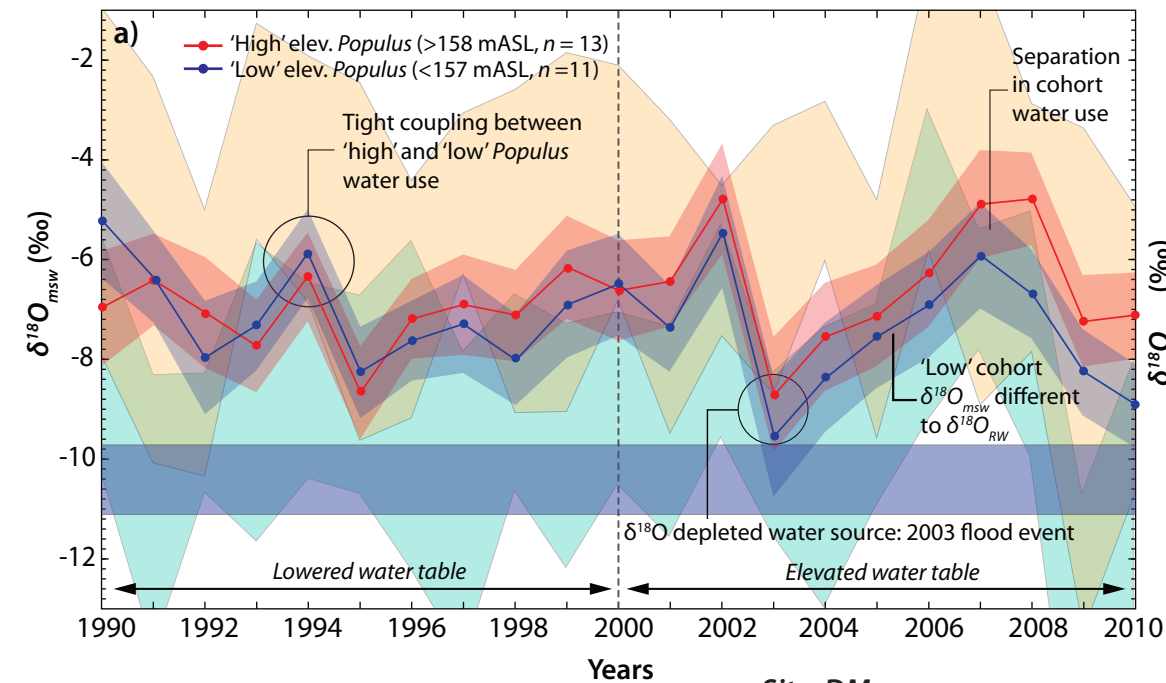 a)
'High' elev. Populus (>158 mASL, n = 13)
'Low' elev. Populus (<157 mASL, n =11)
Tight coupling between
'high' and 'low' Populus
water use
Separation
in cohort
water use
'Low' cohort
δ¹⁸Oₘₛw different
to δ¹⁸O_RW
δ¹⁸O depleted water source: 2003 flood event
Lowered water table
Elevated water table
δ¹⁸Oₘₛw (‰)
-2
-4
-6
-8
-10
-12
1990 1992 1994 1996 1998 2000 2002 2004 2006 2008 2010
Years
δ¹⁸O
(‰)